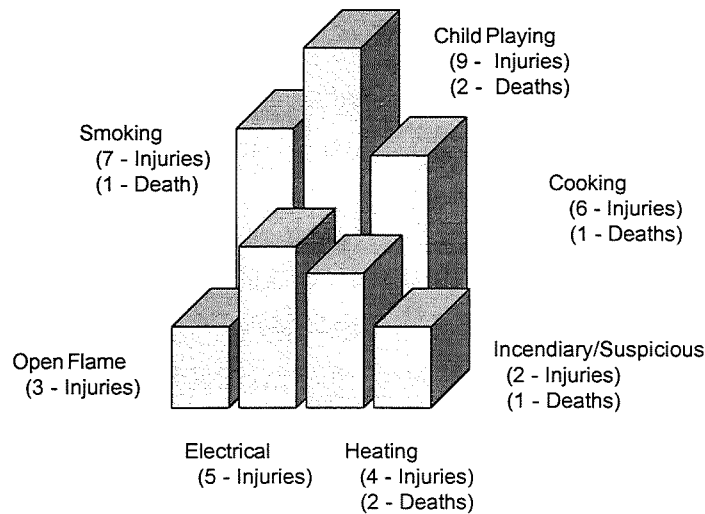 Child Playing
(9 - Injuries)
(2 - Deaths)
Smoking
(7 - Injuries)
(1 - Death)
Cooking
(6 - Injuries)
(1 - Deaths)
Open Flame
(3 - Injuries)
Incendiary/Suspicious
(2 - Injuries)
(1 - Deaths)
Electrical
(5 - Injuries)
Heating
(4 - Injuries)
(2 - Deaths)